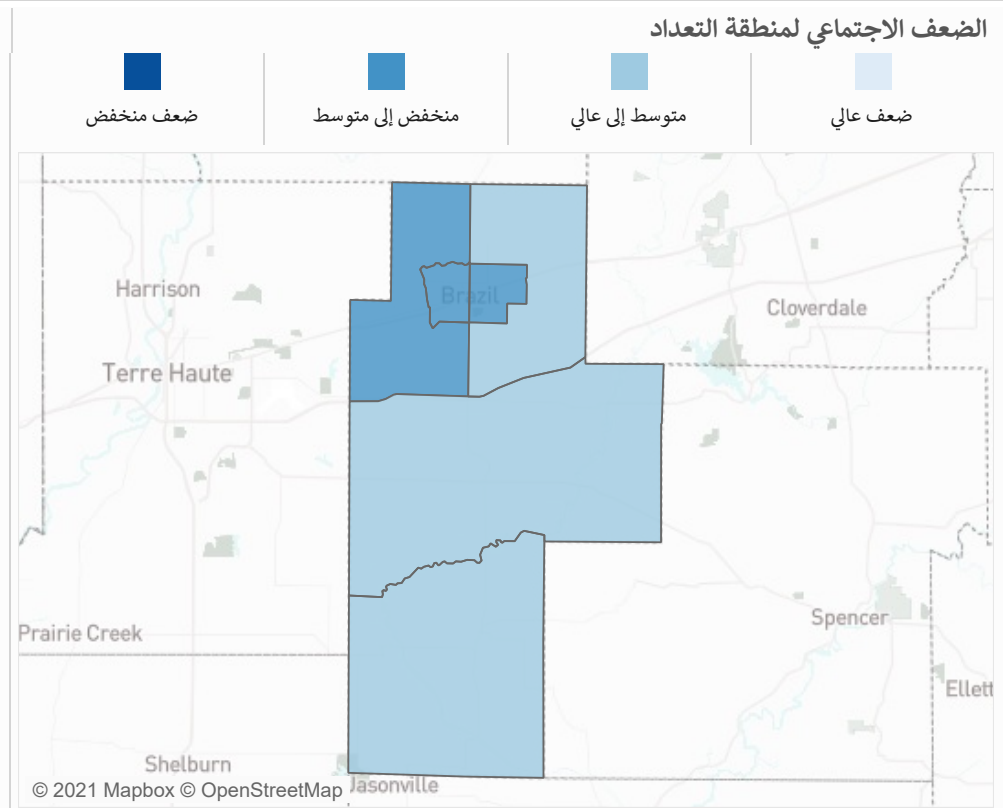 الضعف الاجتماعي لمنطقة التعداد
ضعف عالي
متوسط إلى عالي
منخفض إلى متوسط
ضعف منخفض
Harrison
Brazil
Cloverdale
Terre Haute
Spencer
Prairie Creek
Ellett
Shelburn
Jasonville
© 2021 Mapbox © OpenStreetMap